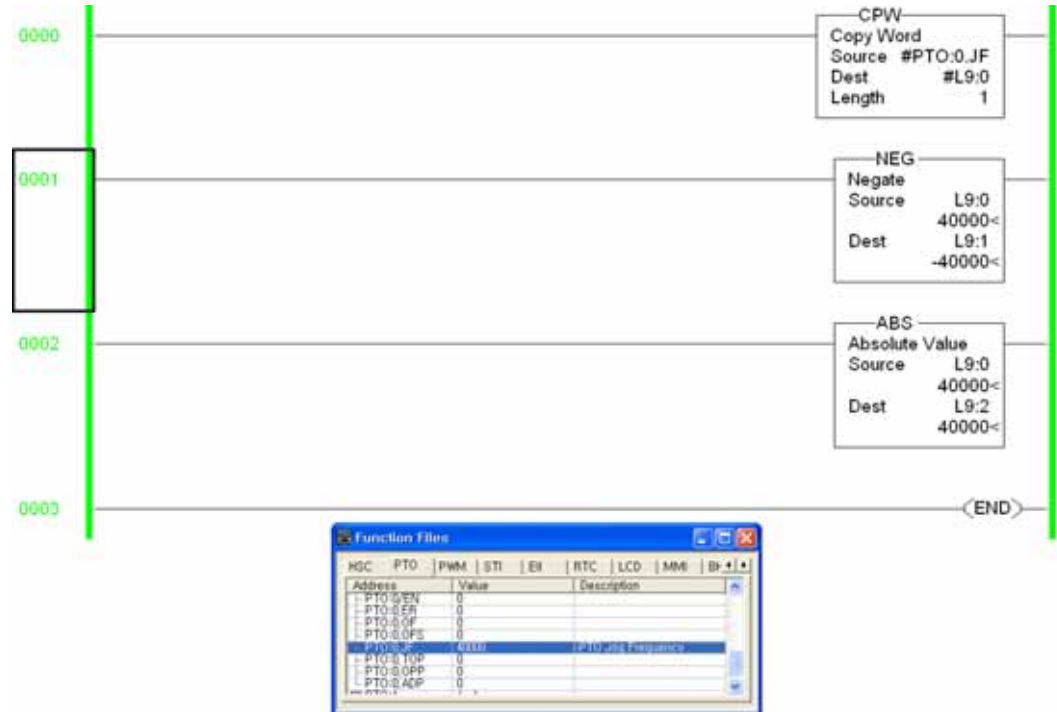 0000
CPW
Copy Word
Source #PTO:0.JF
Dest #L9:0
Length 1
0001
NEG
Negate
Source L9:0
40000<
Dest L9:1
-40000<
0002
ABS
Absolute Value
Source L9:0
40000<
Dest L9:2
40000<
0003
END
Function Files
HSC PTO PWM STI EII RTC LCD MMI
Address Value Description
PTO:0/EN 0
PTO:0.ER 0
PTO:0.OF 0
PTO:0.OFS 0
PTO:0.JF 40000 PTO Jog Frequency
PTO:0.TOP 0
PTO:0.OPP 0
PTO:0.ADP 0